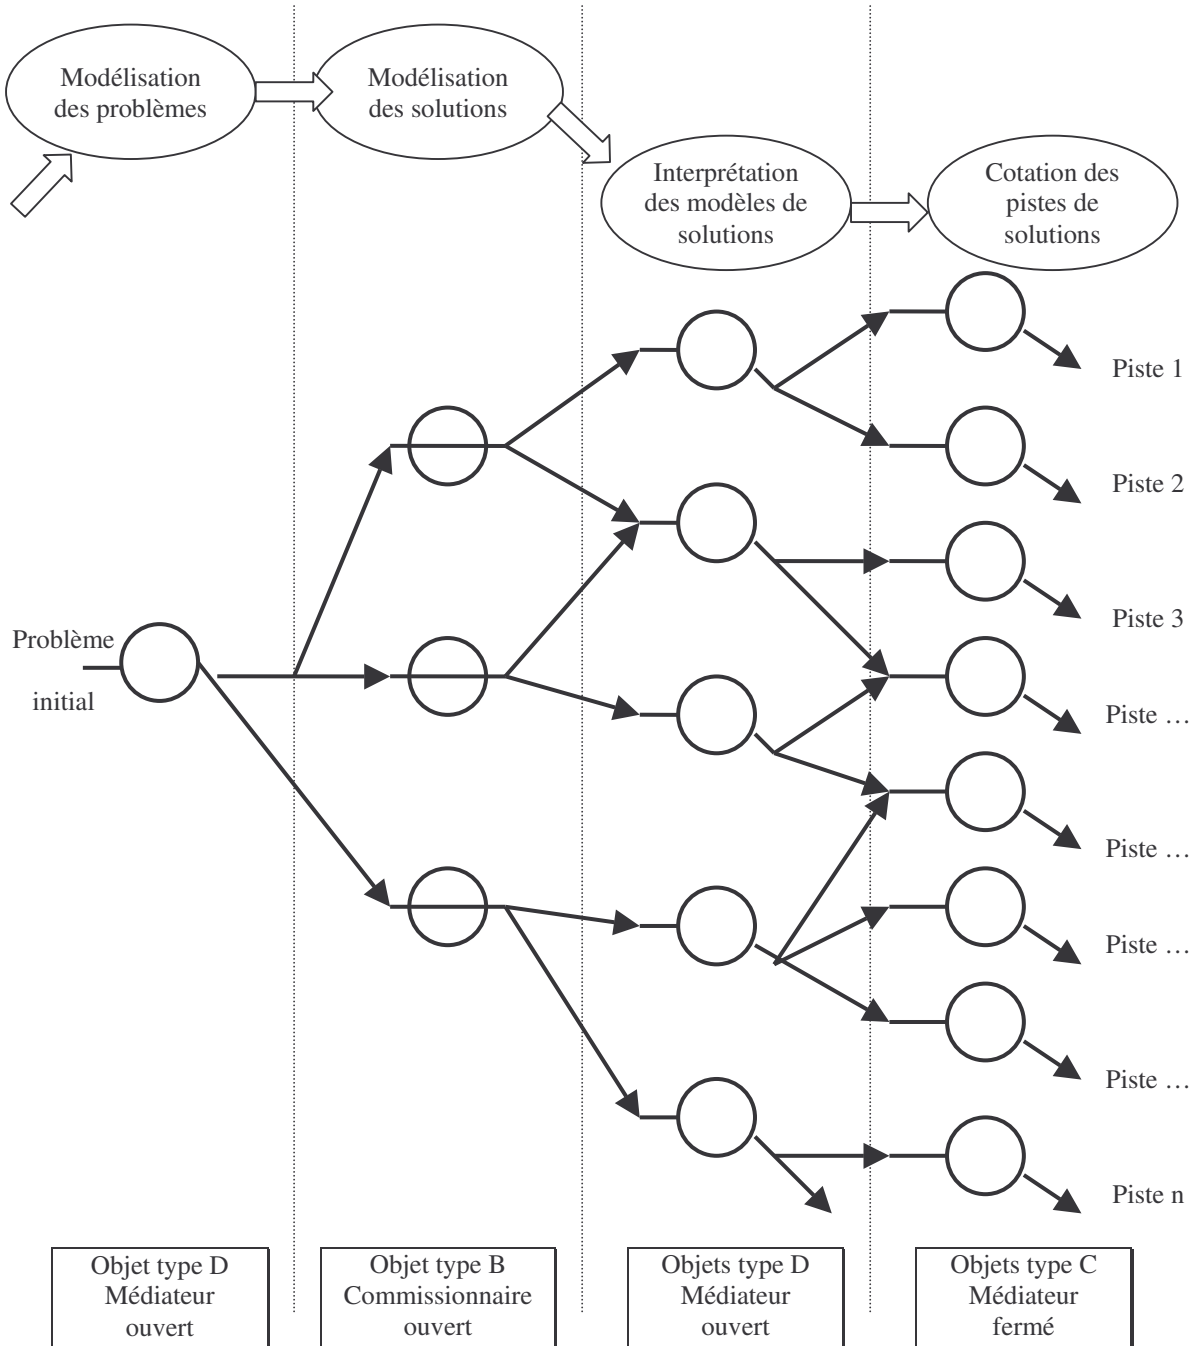 Modélisation
des problèmes
Modélisation
des solutions
Interprétation
des modèles de
solutions
Cotation des
pistes de
solutions
Piste 1
Piste 2
Piste 3
Problème
initial
Piste …
Piste …
Piste …
Piste …
Piste n
Objet type D
Médiateur
ouvert
Objet type B
Commissionnaire
ouvert
Objets type D
Médiateur
ouvert
Objets type C
Médiateur
fermé